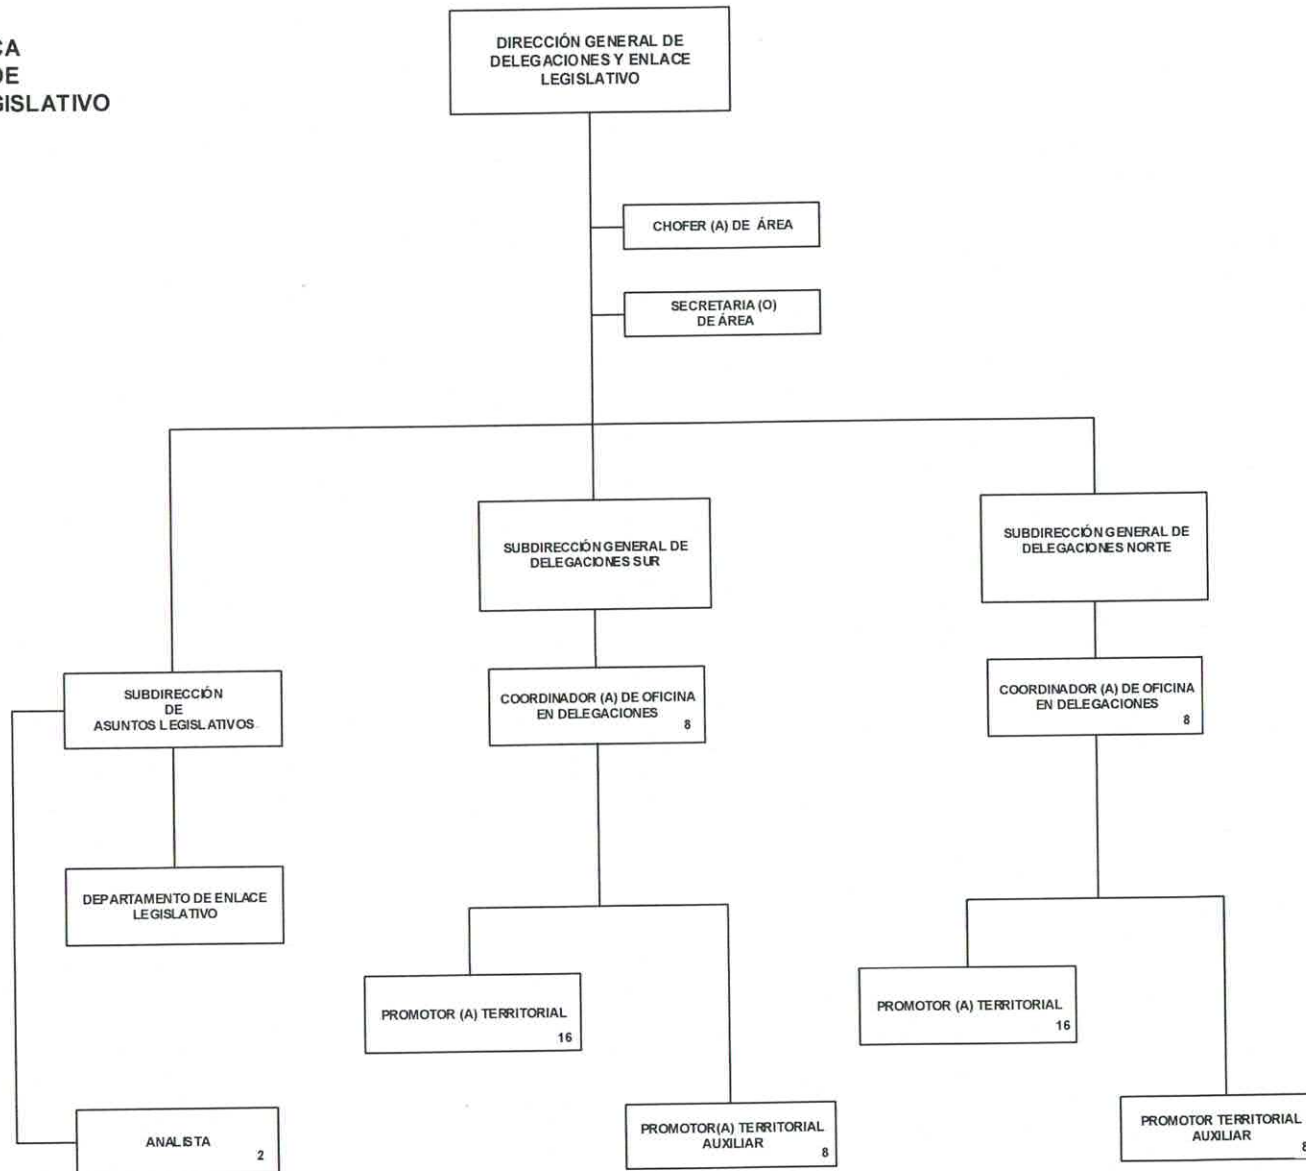 CA
DE
GISLATIVO
DIRECCIÓN GENERAL DE
DELEGACIONES Y ENLACE
LEGISLATIVO
CHOFER (A) DE ÁREA
SECRETARIA (O)
DE ÁREA
SUBDIRECCIÓN GENERAL DE
DELEGACIONES SUR
SUBDIRECCIÓN GENERAL DE
DELEGACIONES NORTE
SUBDIRECCIÓN
DE
ASUNTOS LEGISLATIVOS
COORDINADOR (A) DE OFICINA
EN DELEGACIONES
8
COORDINADOR (A) DE OFICINA
EN DELEGACIONES
8
DEPARTAMENTO DE ENLACE
LEGISLATIVO
PROMOTOR (A) TERRITORIAL
16
PROMOTOR (A) TERRITORIAL
16
ANALISTA
2
PROMOTOR(A) TERRITORIAL
AUXILIAR
8
PROMOTOR TERRITORIAL
AUXILIAR
8